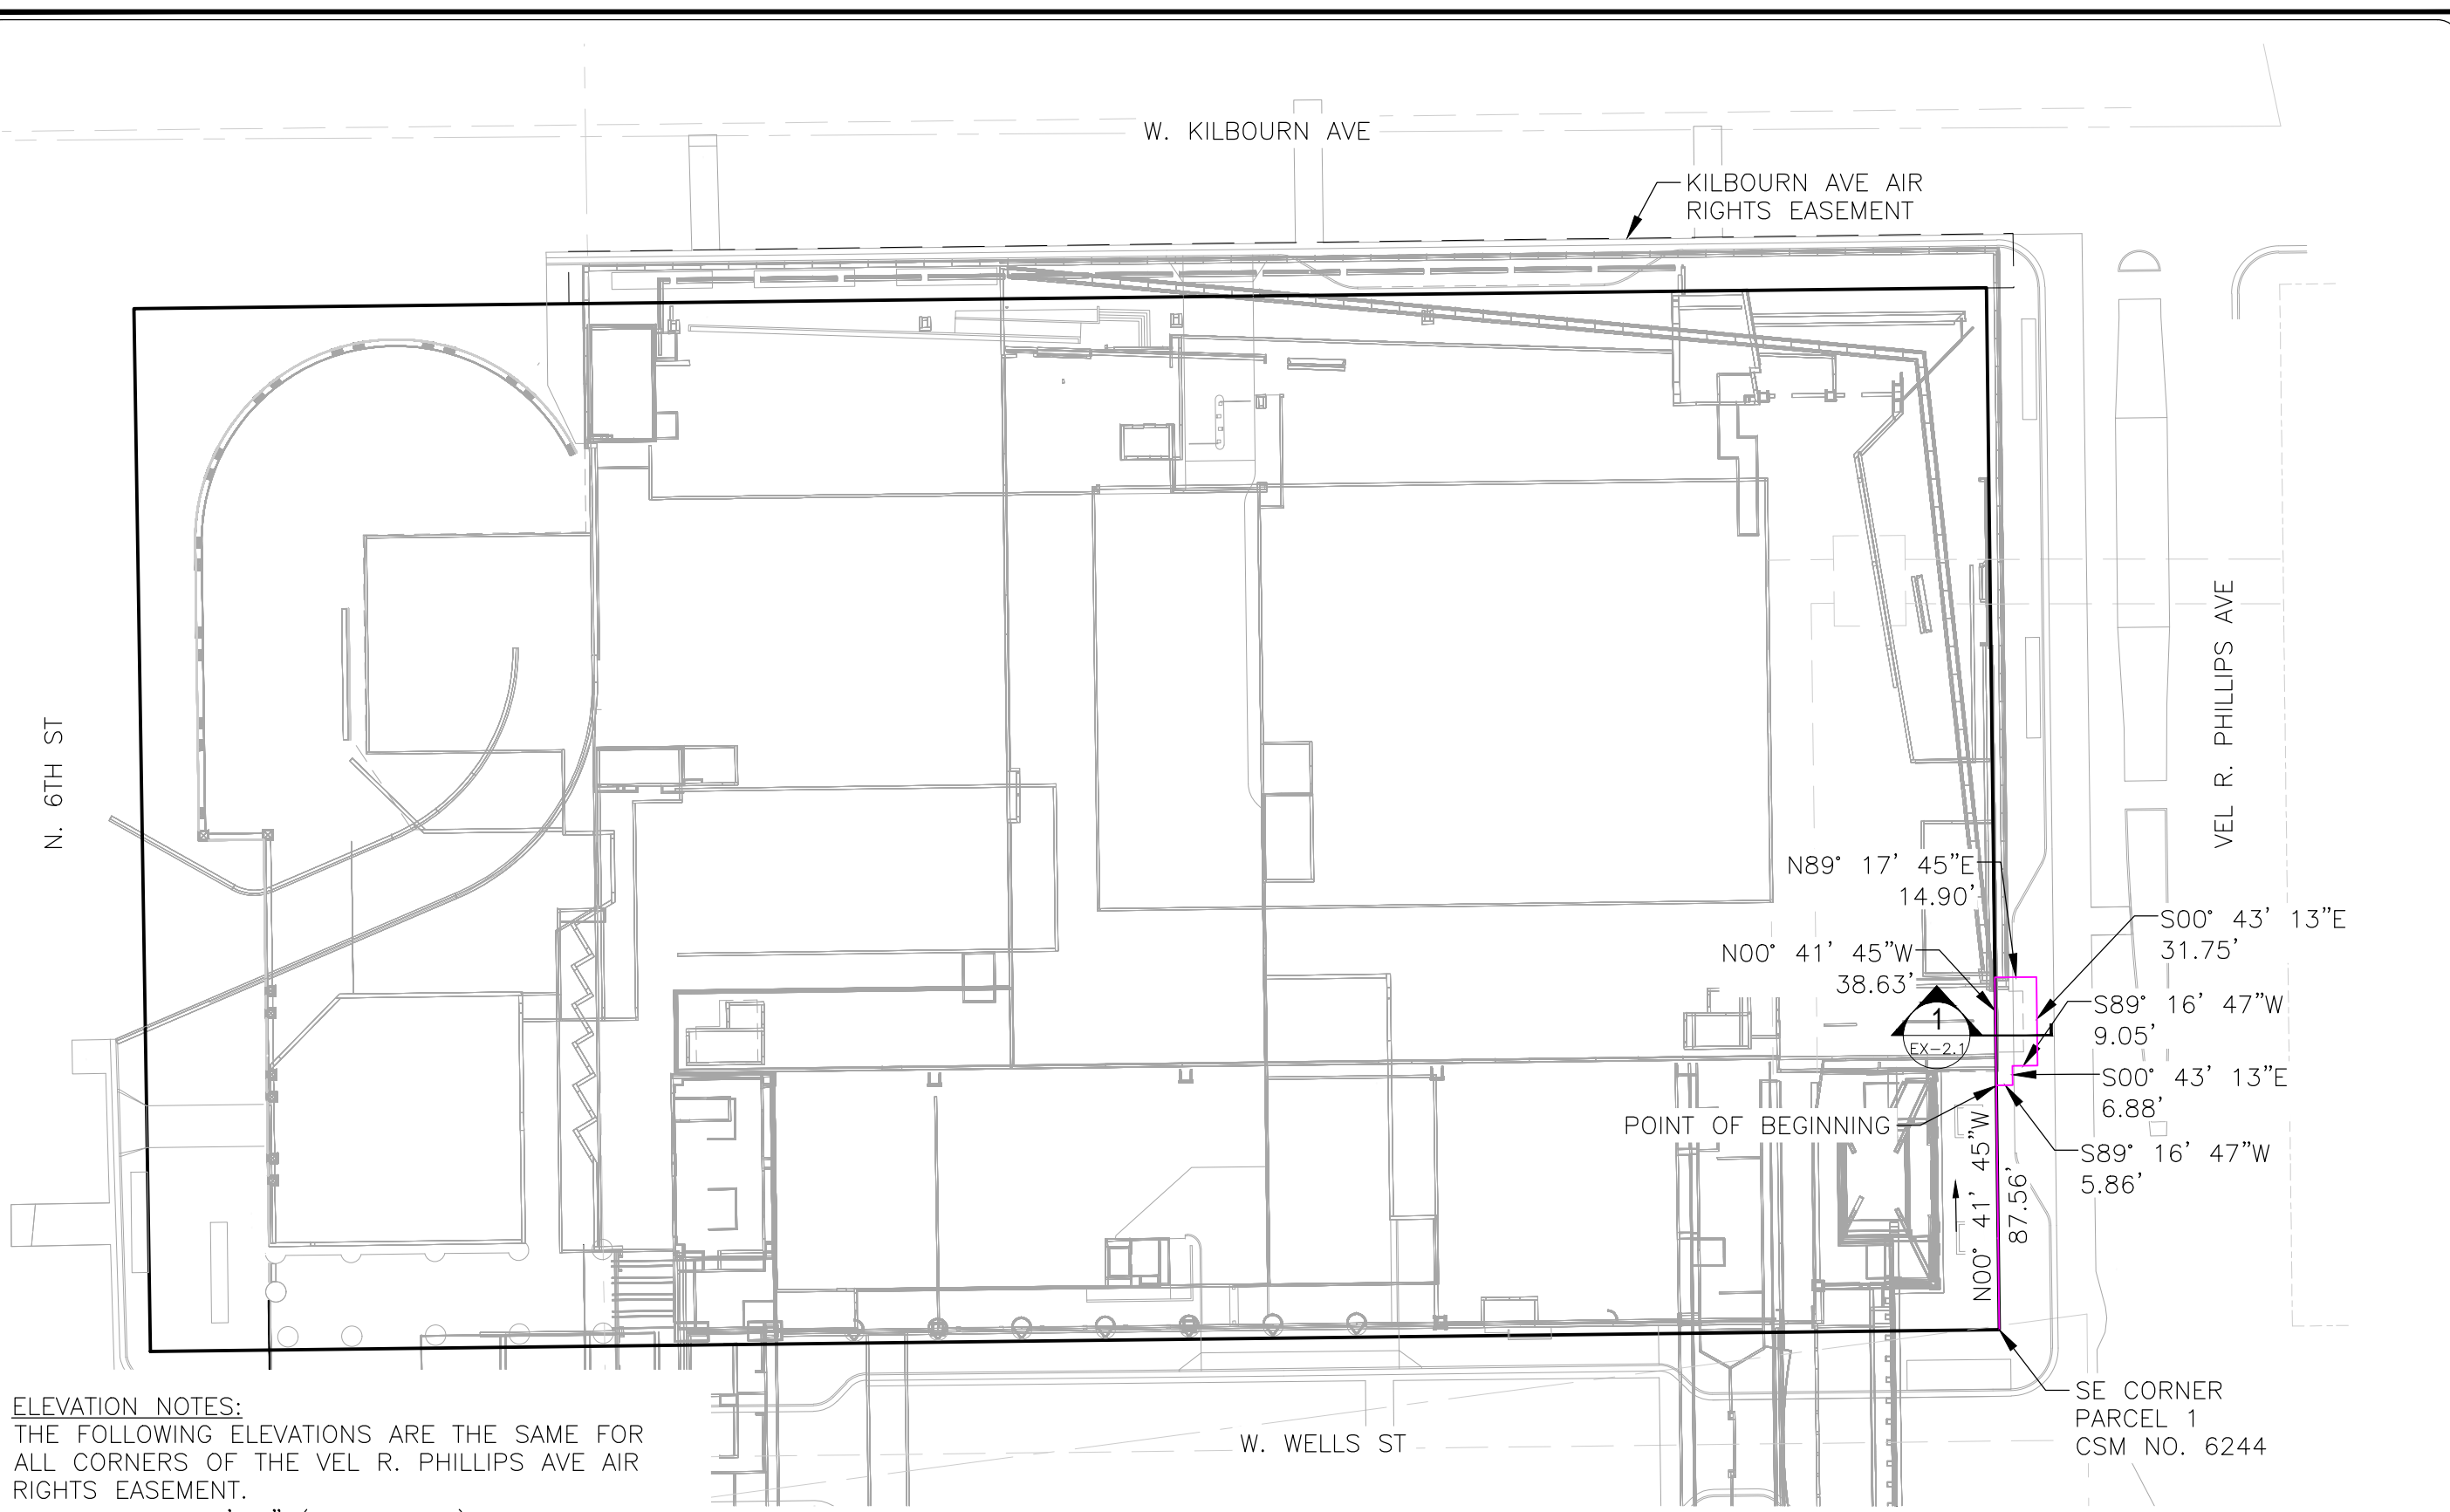 W. KILBOURN AVE
KILBOURN AVE AIR
RIGHTS EASEMENT
N. 6TH ST
VEL R. PHILLIPS AVE
N89° 17' 45"E
14.90'
S00° 43' 13"E
31.75'
N00° 41' 45"W
38.63'
S89° 16' 47"W
9.05'
1
EX-2.1
S00° 43' 13"E
6.88'
POINT OF BEGINNING
S89° 16' 47"W
5.86'
N00° 41' 45"W
87.56'
SE CORNER
PARCEL 1
CSM NO. 6244
W. WELLS ST
ELEVATION NOTES:
THE FOLLOWING ELEVATIONS ARE THE SAME FOR
ALL CORNERS OF THE VEL R. PHILLIPS AVE AIR
RIGHTS EASEMENT.